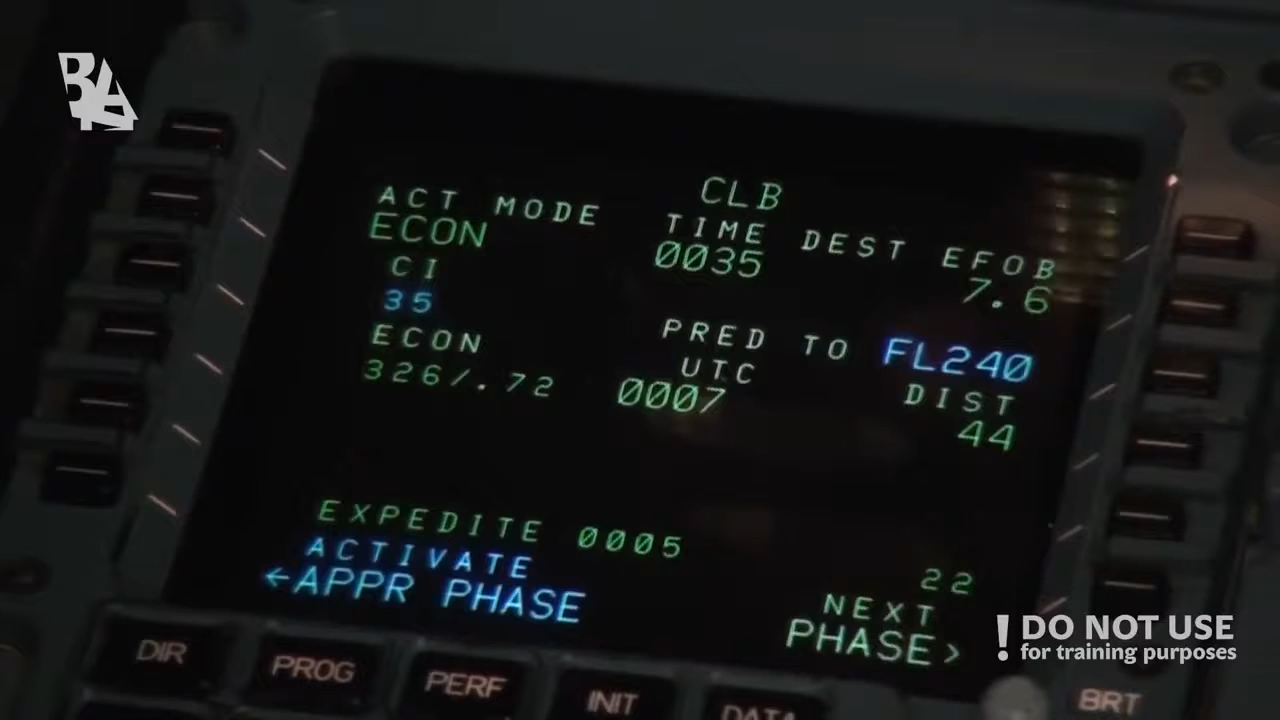 BAA
CLB
ACT MODE TIME DEST EFOB
ECON 0035 7.6
CI
35 PRED TO FL240
ECON UTC DIST
326/.72 0007 44
EXPEDITE 0005 22
ACTIVATE NEXT
←APPR PHASE PHASE>
DIR PROG PERF INIT DATA BRT
! DO NOT USE
for training purposes